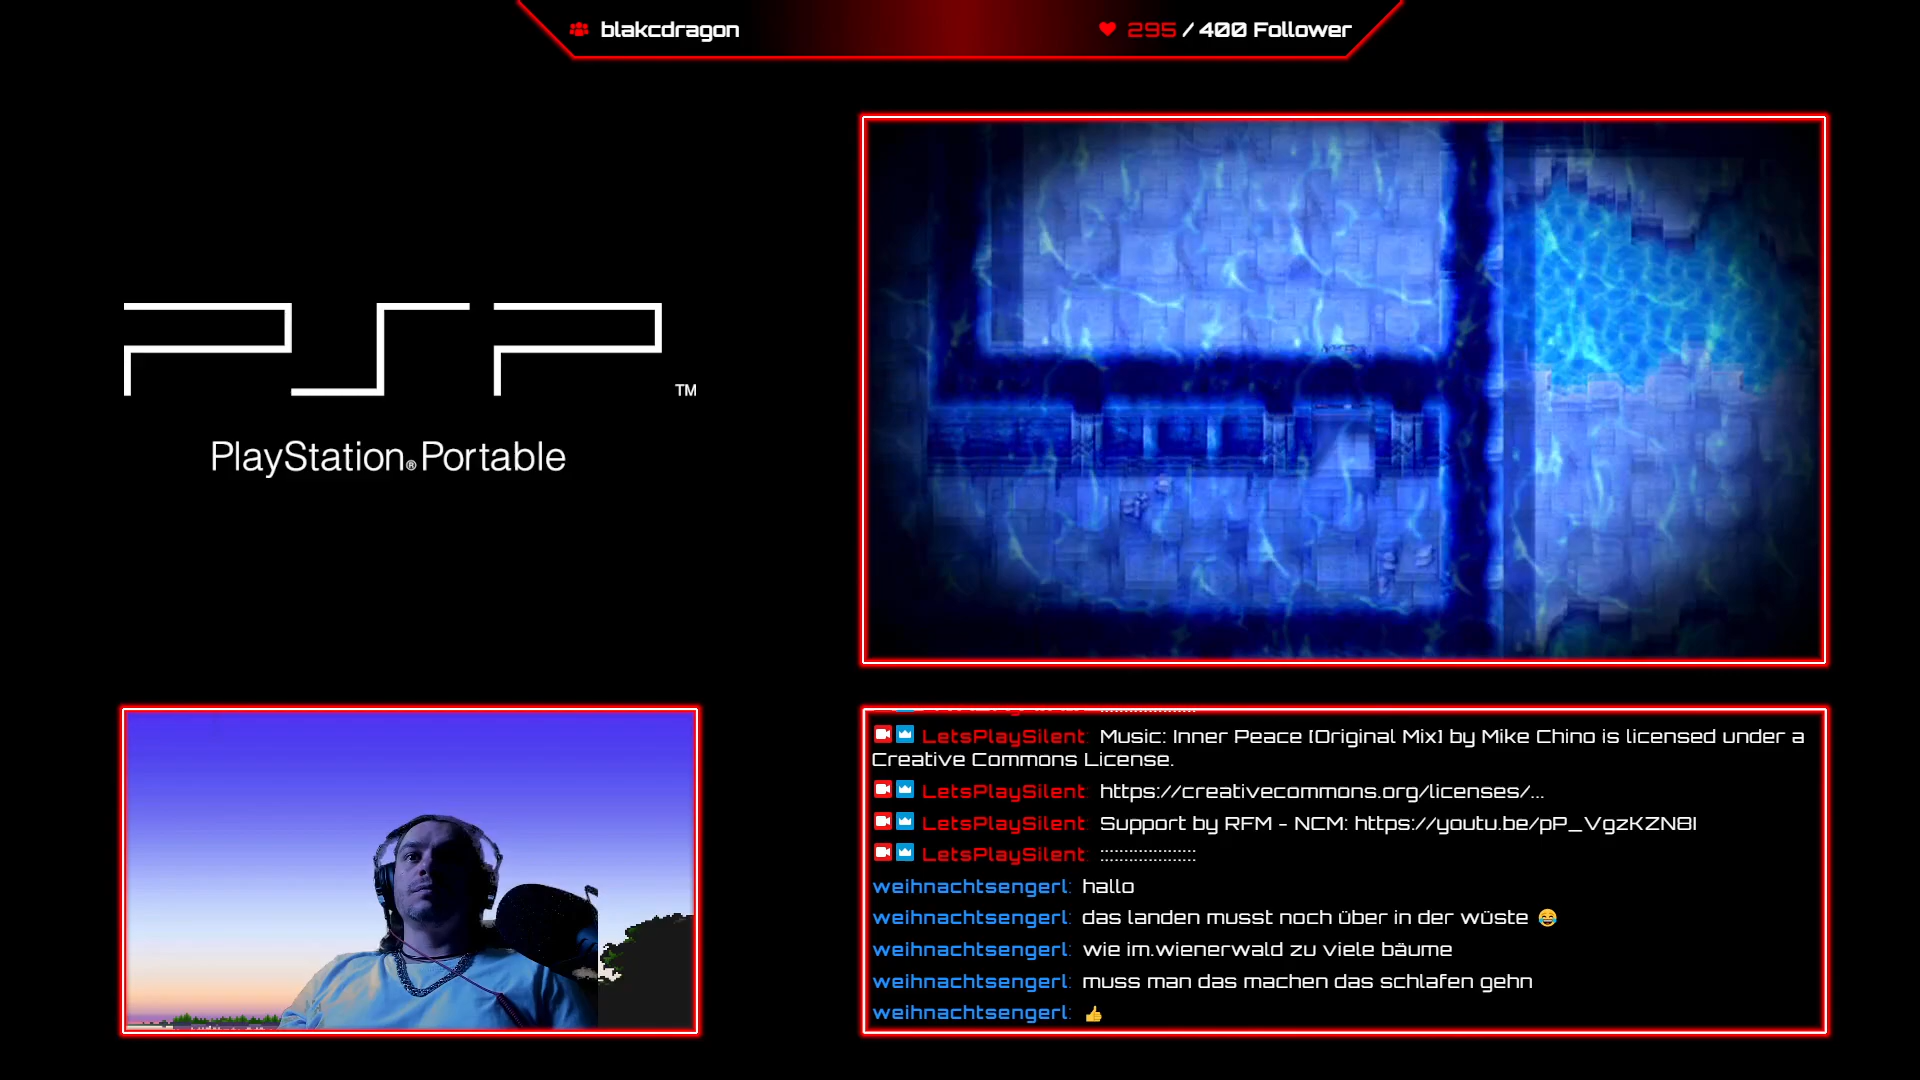 blakcdragon
295 / 400 Follower
PSP
TM
PlayStation® Portable
LetsPlaySilent: Music: Inner Peace [Original Mix] by Mike Chino is licensed under a
Creative Commons License.
LetsPlaySilent: https://creativecommons.org/licenses/...
LetsPlaySilent: Support by RFM - NCM: https://youtu.be/pP_VgzKZN8I
LetsPlaySilent: ::::::::::::::::::::
weihnachtsengerl: hallo
weihnachtsengerl: das landen musst noch über in der wüste 😂
weihnachtsengerl: wie im.wienerwald zu viele bäume
weihnachtsengerl: muss man das machen das schlafen gehn
weihnachtsengerl: 👍